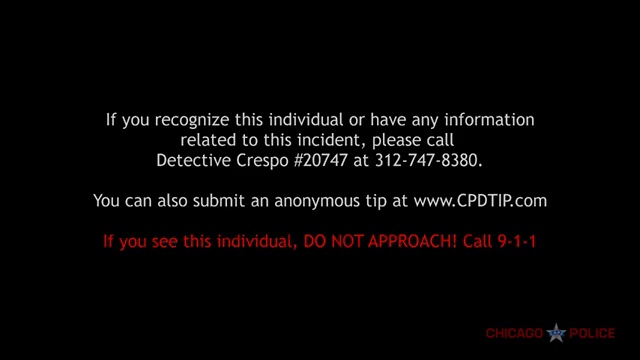 If you recognize this individual or have any information
related to this incident, please call
Detective Crespo #20747 at 312-747-8380.
You can also submit an anonymous tip at www.CPDTIP.com
If you see this individual, DO NOT APPROACH! Call 9-1-1
CHICAGO POLICE